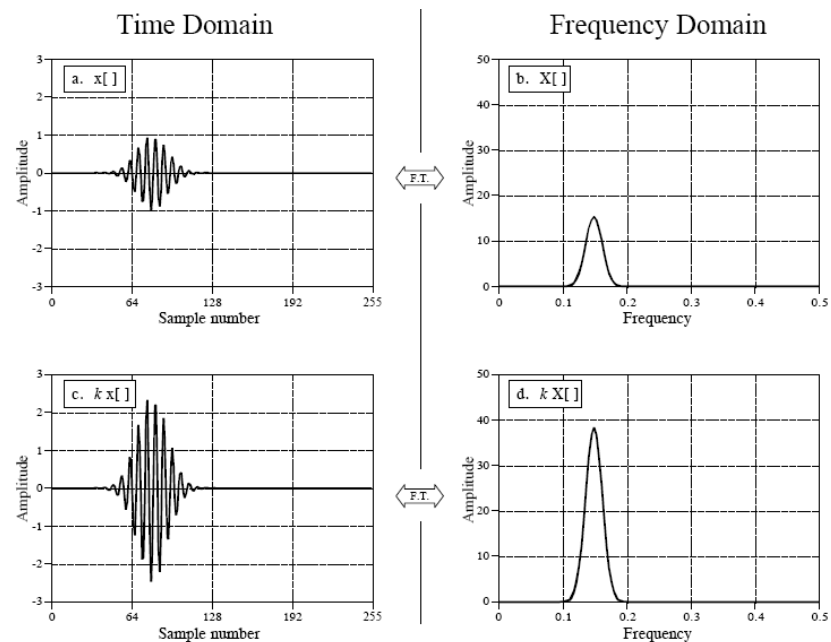 Time Domain
Frequency Domain
a. x[ ]
3
2
1
0
-1
-2
-3
Amplitude
0 64 128 192 255
Sample number
F.T.
b. X[ ]
50
40
30
20
10
0
Amplitude
0 0.1 0.2 0.3 0.4 0.5
Frequency
c. k x[ ]
3
2
1
0
-1
-2
-3
Amplitude
0 64 128 192 255
Sample number
F.T.
d. k X[ ]
50
40
30
20
10
0
Amplitude
0 0.1 0.2 0.3 0.4 0.5
Frequency